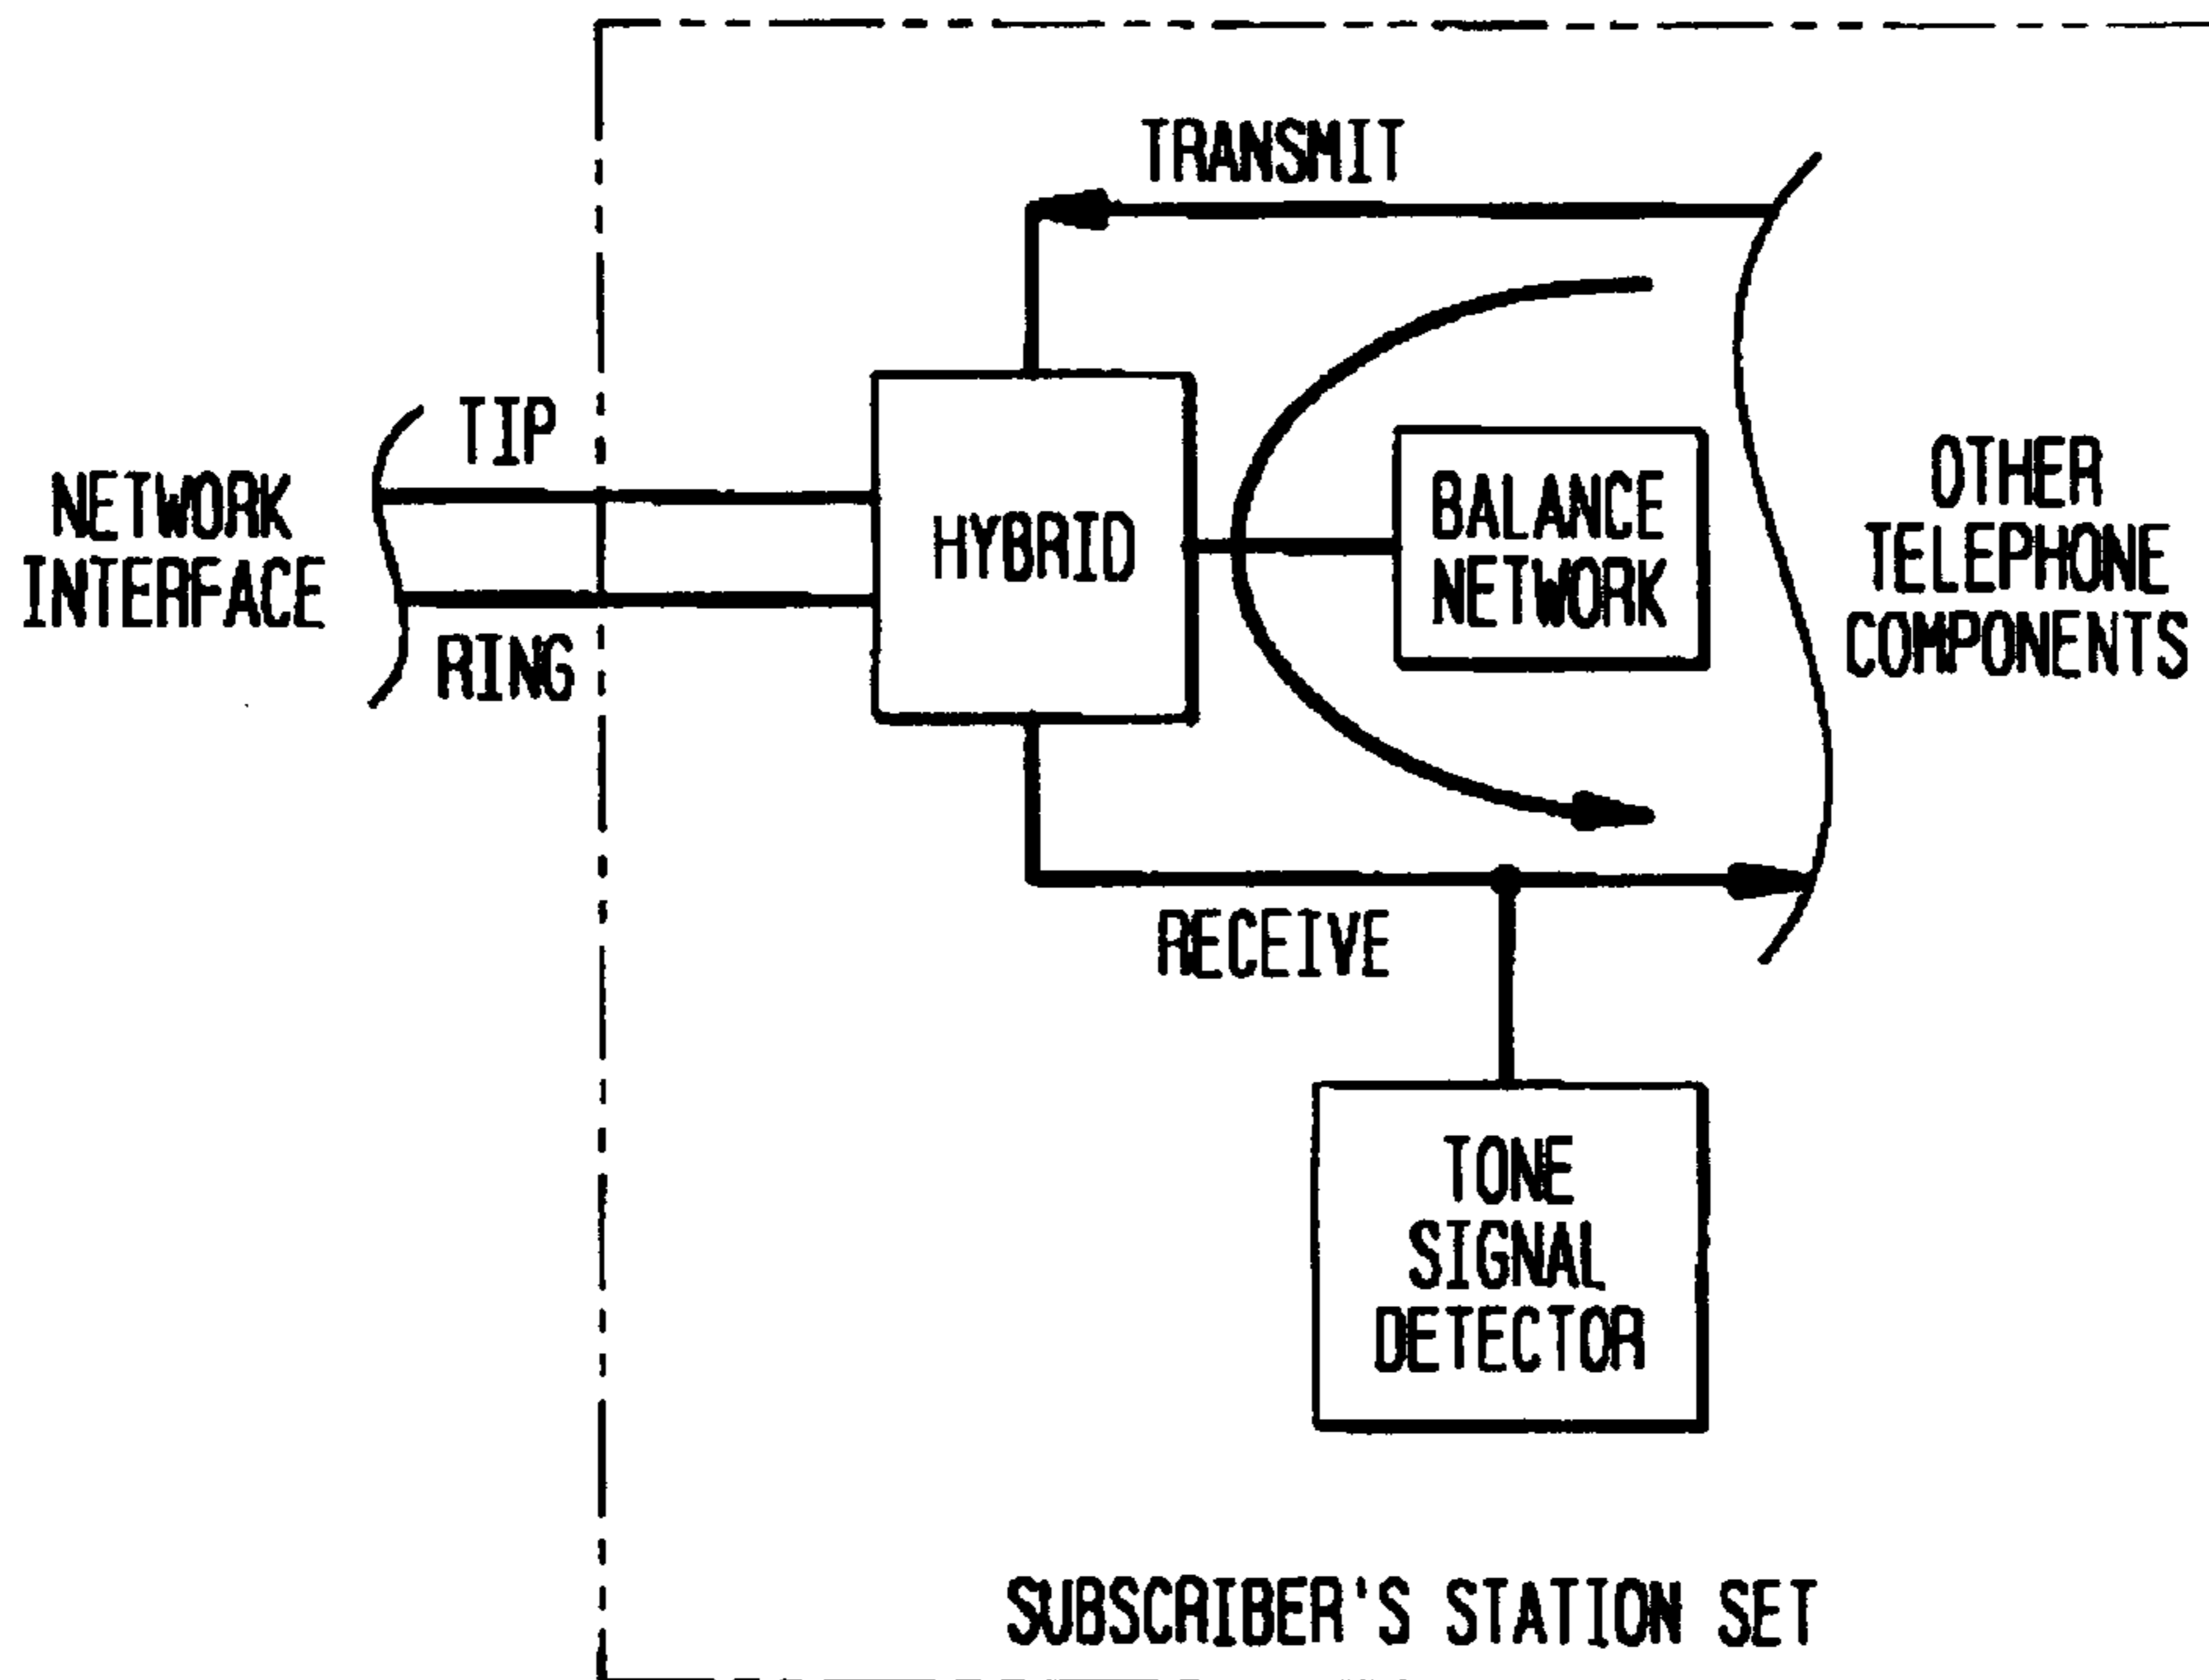 TRANSMIT
TIP
NETWORK
INTERFACE
RING
HYBRID
BALANCE
NETWORK
OTHER
TELEPHONE
COMPONENTS
RECEIVE
TONE
SIGNAL
DETECTOR
SUBSCRIBER'S STATION SET